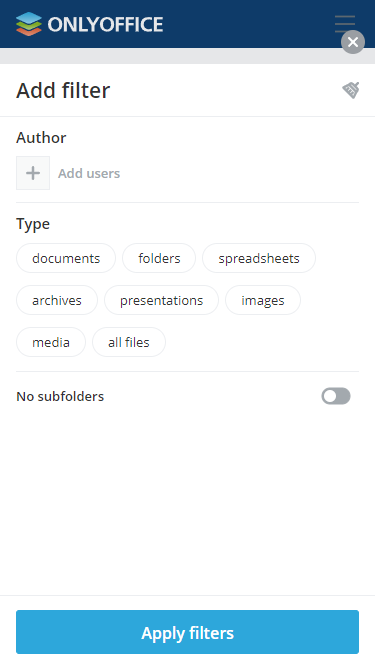 ONLYOFFICE
Add filter
Author
Add users
Type
documents folders spreadsheets
archives presentations images
media all files
No subfolders
Apply filters